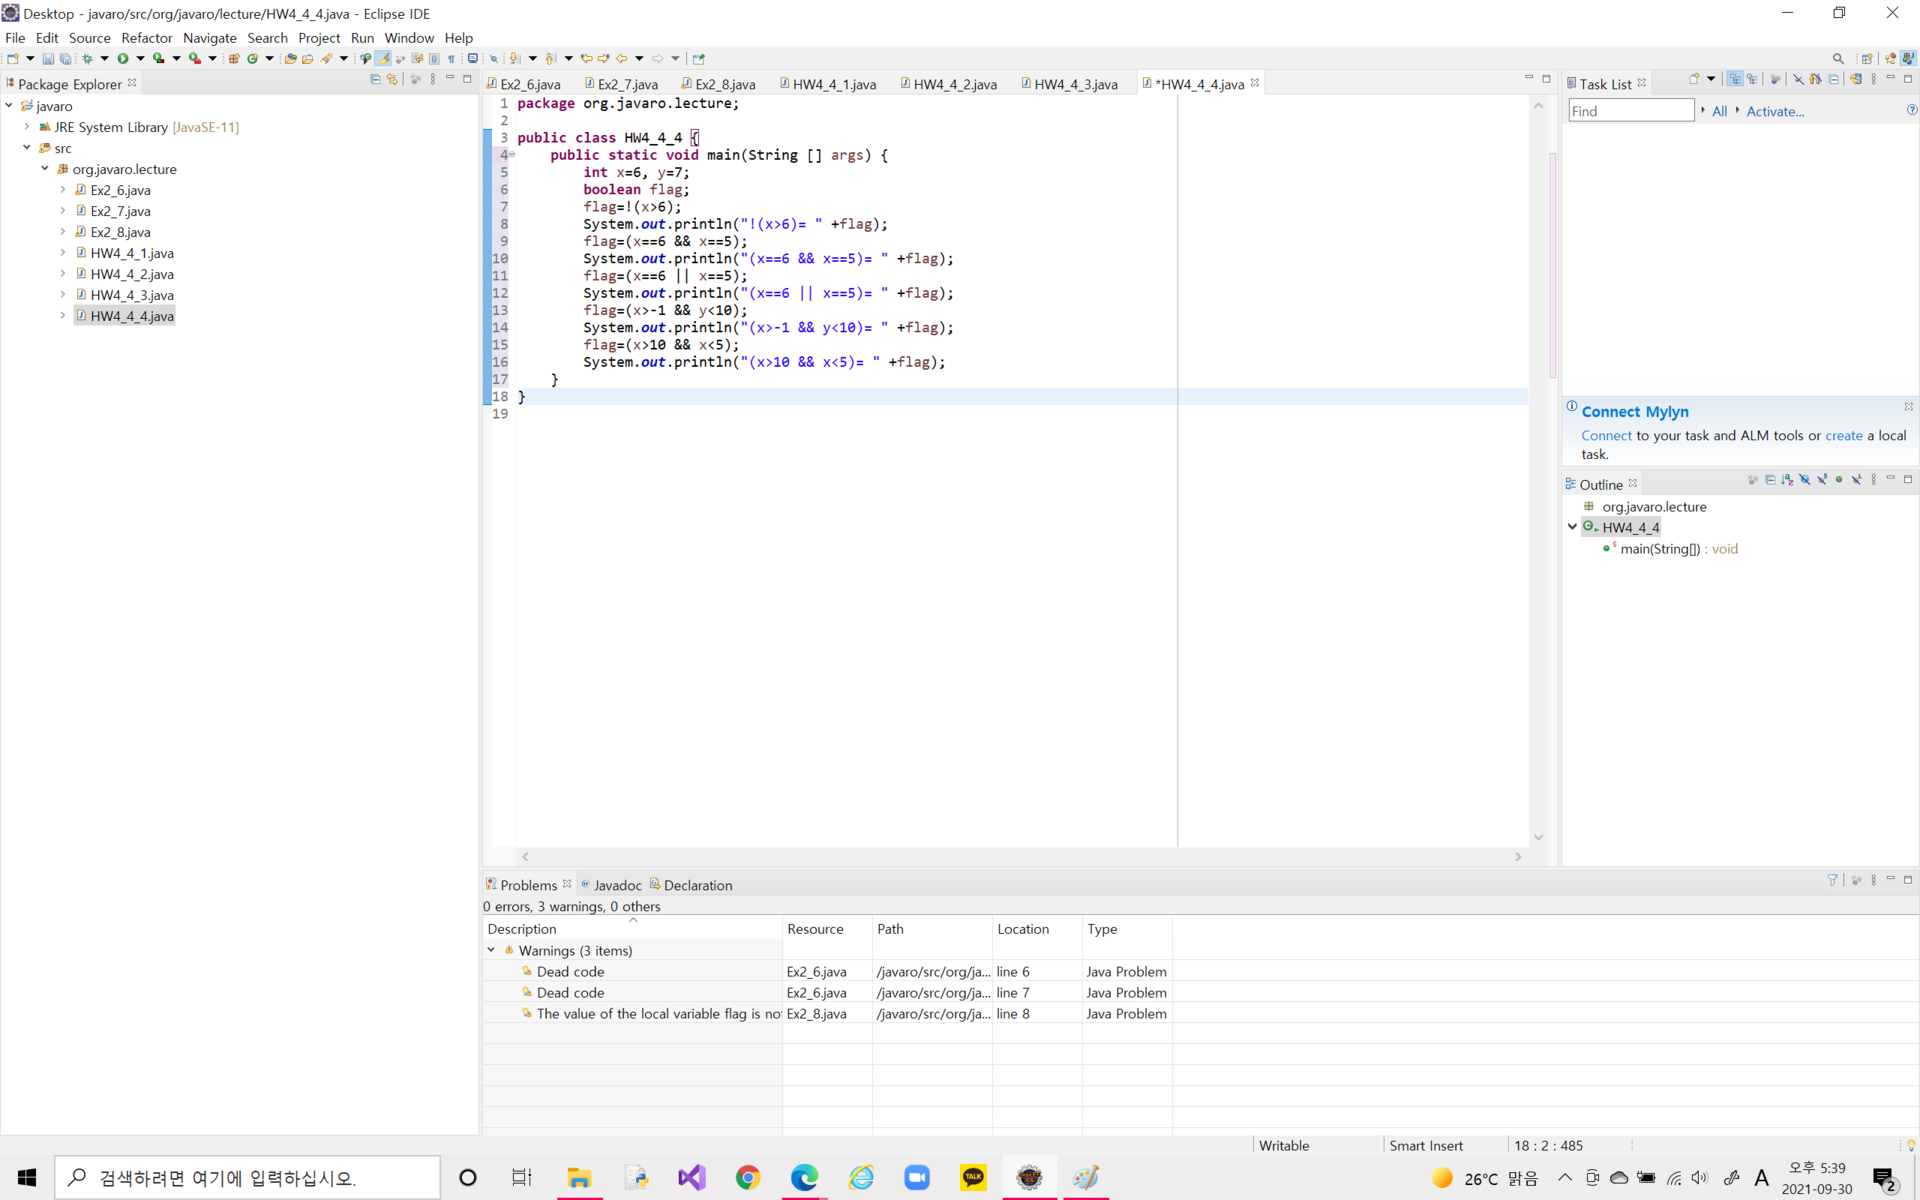 Desktop - javaro/src/org/javaro/lecture/HW4_4_4.java - Eclipse IDE
File Edit Source Refactor Navigate Search Project Run Window Help
Package Explorer
javaro
JRE System Library [JavaSE-11]
src
org.javaro.lecture
Ex2_6.java
Ex2_7.java
Ex2_8.java
HW4_4_1.java
HW4_4_2.java
HW4_4_3.java
HW4_4_4.java
Ex2_6.java Ex2_7.java Ex2_8.java HW4_4_1.java HW4_4_2.java HW4_4_3.java *HW4_4_4.java
1 package org.javaro.lecture;
2
3 public class HW4_4_4 {
4 public static void main(String [] args) {
5 int x=6, y=7;
6 boolean flag;
7 flag=!(x>6);
8 System.out.println("!(x>6)= " +flag);
9 flag=(x==6 && x==5);
10 System.out.println("(x==6 && x==5)= " +flag);
11 flag=(x==6 || x==5);
12 System.out.println("(x==6 || x==5)= " +flag);
13 flag=(x>-1 && y<10);
14 System.out.println("(x>-1 && y<10)= " +flag);
15 flag=(x>10 && x<5);
16 System.out.println("(x>10 && x<5)= " +flag);
17 }
18 }
19
Task List
Find All Activate...
Connect Mylyn
Connect to your task and ALM tools or create a local
task.
Outline
org.javaro.lecture
HW4_4_4
main(String[]) : void
Problems Javadoc Declaration
0 errors, 3 warnings, 0 others
Description Resource Path Location Type
Warnings (3 items)
Dead code Ex2_6.java /javaro/src/org/ja... line 6 Java Problem
Dead code Ex2_6.java /javaro/src/org/ja... line 7 Java Problem
The value of the local variable flag is no Ex2_8.java /javaro/src/org/ja... line 8 Java Problem
Writable Smart Insert 18 : 2 : 485
검색하려면 여기에 입력하십시오.
TALK
26°C 맑음
A
오후 5:39
2021-09-30
2